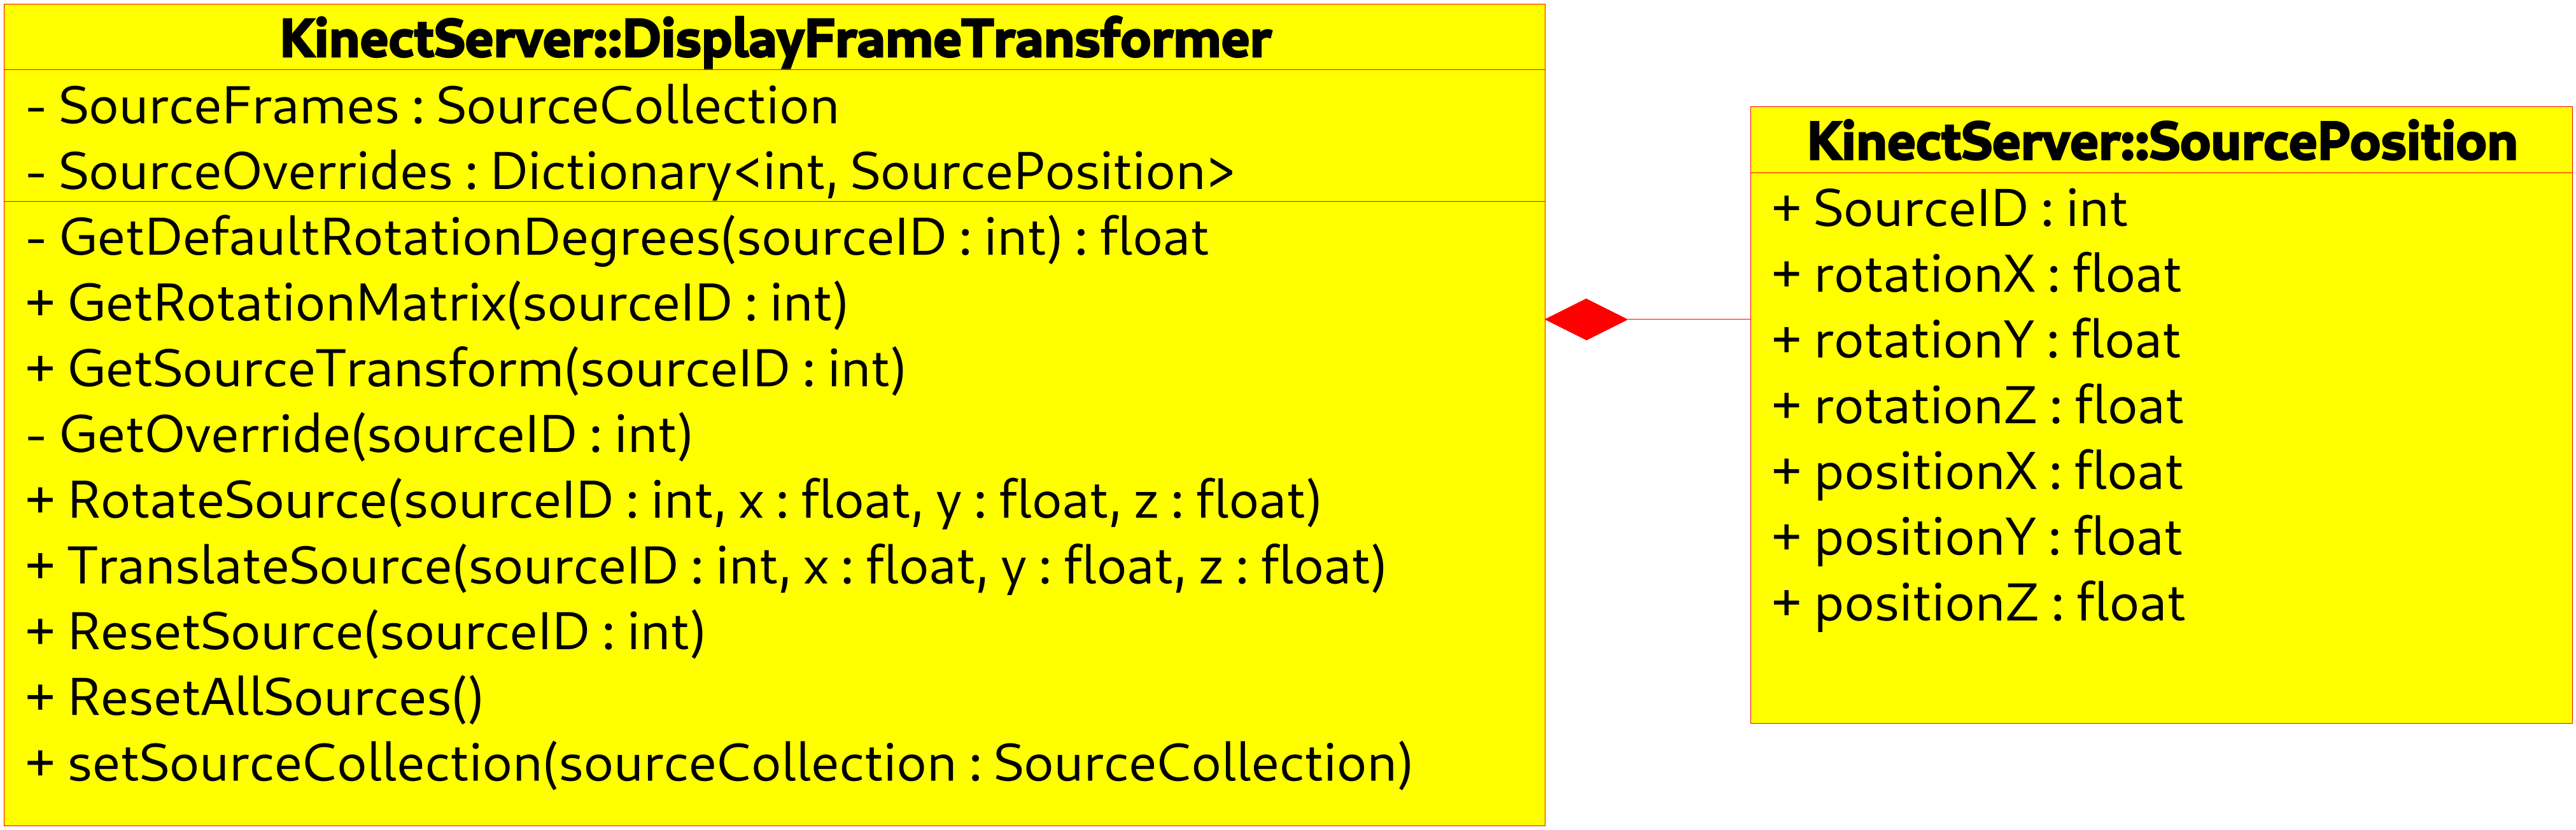 KinectServer::DisplayFrameTransformer
- SourceFrames : SourceCollection
- SourceOverrides : Dictionary<int, SourcePosition>
- GetDefaultRotationDegrees(sourceID : int) : float
+ GetRotationMatrix(sourceID : int)
+ GetSourceTransform(sourceID : int)
- GetOverride(sourceID : int)
+ RotateSource(sourceID : int, x : float, y : float, z : float)
+ TranslateSource(sourceID : int, x : float, y : float, z : float)
+ ResetSource(sourceID : int)
+ ResetAllSources()
+ setSourceCollection(sourceCollection : SourceCollection)
KinectServer::SourcePosition
+ SourceID : int
+ rotationX : float
+ rotationY : float
+ rotationZ : float
+ positionX : float
+ positionY : float
+ positionZ : float